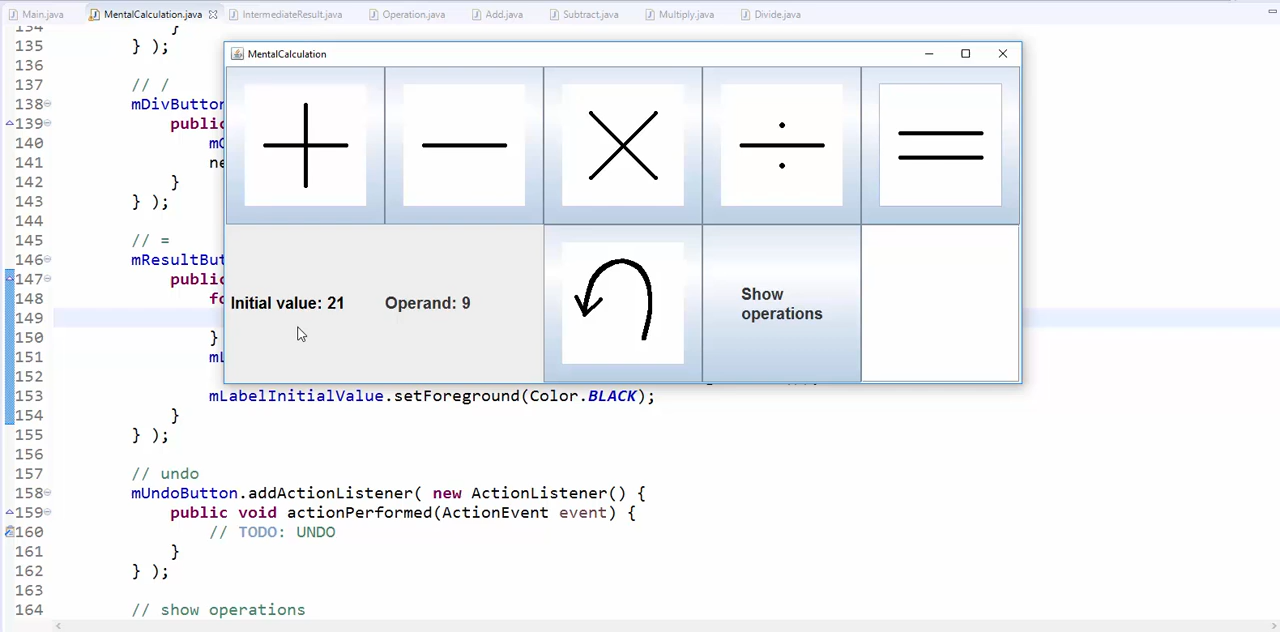 Main.java MentalCalculation.java IntermediateResult.java Operation.java Add.java Subtract.java Multiply.java Divide.java
134 }
135 } );
136
137 // /
138 mDivButton
139 public
140
141 ne
142 }
143 } );
144
145 // =
146 mResultBut
147 public
148 fo
149
150 }
151
152
153 mLabelInitialValue.setForeground(Color.BLACK);
154 }
155 } );
156
157 // undo
158 mUndoButton.addActionListener( new ActionListener() {
159 public void actionPerformed(ActionEvent event) {
160 // TODO: UNDO
161 }
162 } );
163
164 // show operations
MentalCalculation
+ − × ÷ =
Initial value: 21 Operand: 9
Show
operations